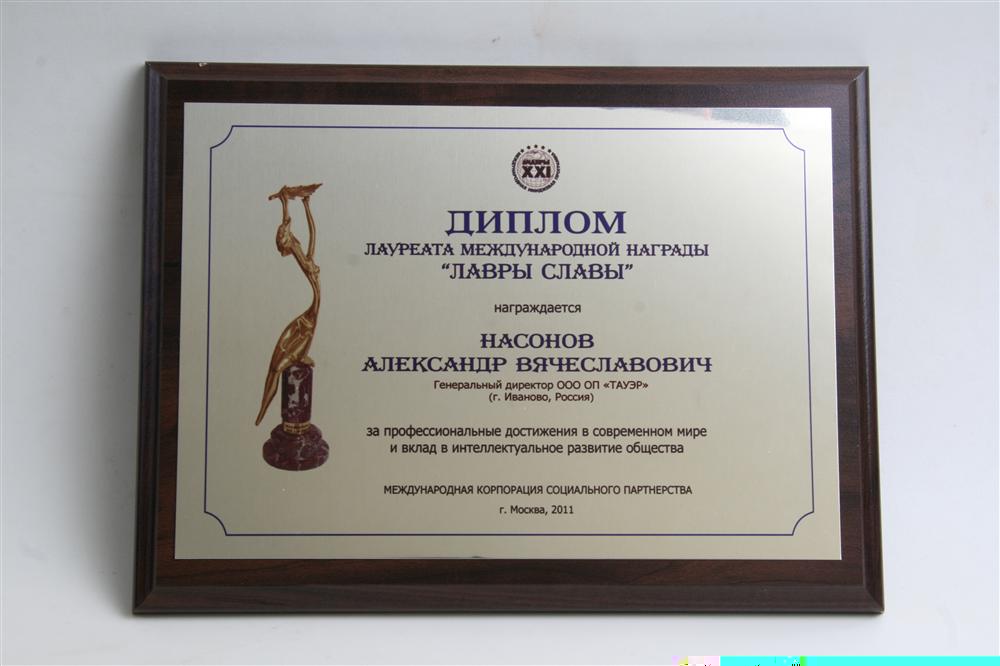 XXI
ДИПЛОМ
ЛАУРЕАТА МЕЖДУНАРОДНОЙ НАГРАДЫ
“ЛАВРЫ СЛАВЫ”
награждается
НАСОНОВ
АЛЕКСАНДР ВЯЧЕСЛАВОВИЧ
Генеральный директор ООО ОП «ТАУЭР»
(г. Иваново, Россия)
за профессиональные достижения в современном мире
и вклад в интеллектуальное развитие общества
МЕЖДУНАРОДНАЯ КОРПОРАЦИЯ СОЦИАЛЬНОГО ПАРТНЕРСТВА
г. Москва, 2011